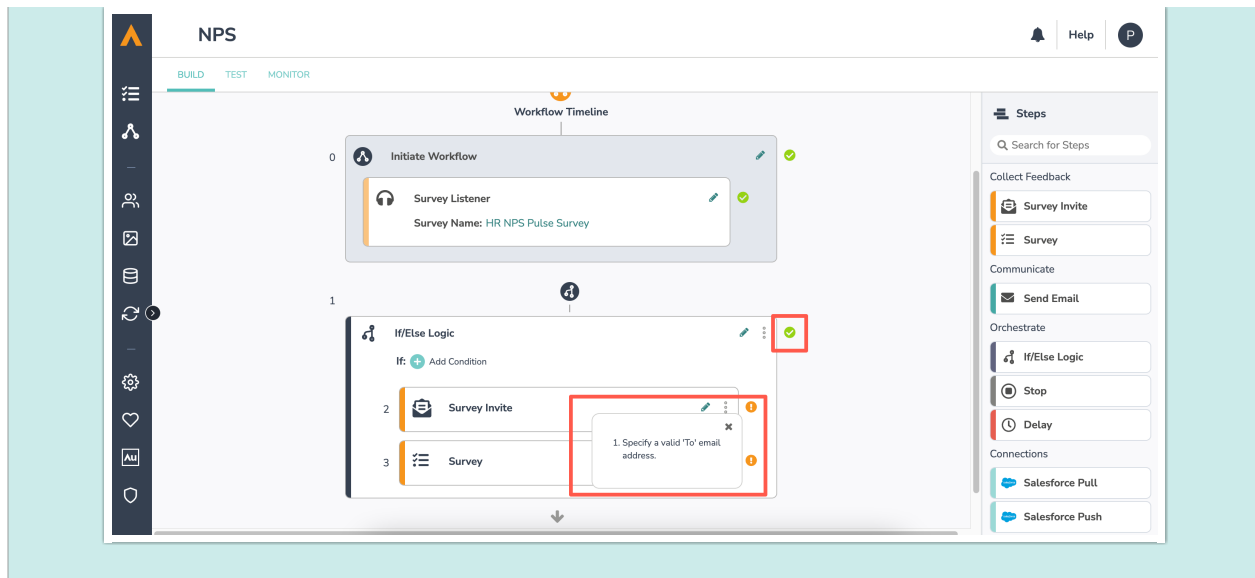 NPS
Help
P
BUILD TEST MONITOR
Workflow Timeline
0
Initiate Workflow
Survey Listener
Survey Name: HR NPS Pulse Survey
1
If/Else Logic
If: Add Condition
2
Survey Invite
1. Specify a valid 'To' email
address.
3
Survey
Steps
Search for Steps
Collect Feedback
Survey Invite
Survey
Communicate
Send Email
Orchestrate
If/Else Logic
Stop
Delay
Connections
Salesforce Pull
Salesforce Push
Au